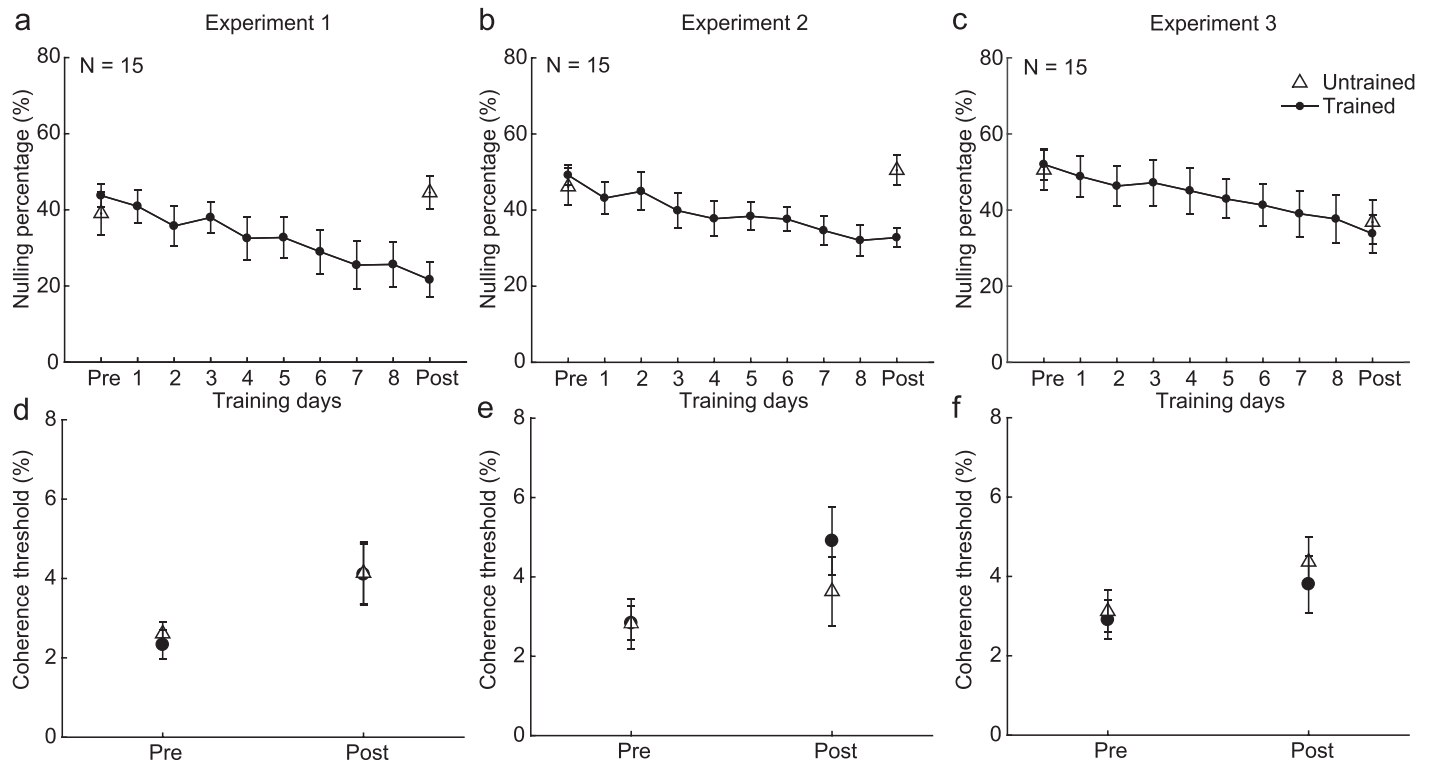 a
Experiment 1
N = 15
Nulling percentage (%)
80
60
40
20
0
Pre 1 2 3 4 5 6 7 8 Post
Training days
b
Experiment 2
N = 15
Nulling percentage (%)
80
60
40
20
0
Pre 1 2 3 4 5 6 7 8 Post
Training days
c
Experiment 3
N = 15
Untrained
Trained
Nulling percentage (%)
80
60
40
20
0
Pre 1 2 3 4 5 6 7 8 Post
Training days
d
Coherence threshold (%)
8
6
4
2
0
Pre Post
e
Coherence threshold (%)
8
6
4
2
0
Pre Post
f
Coherence threshold (%)
8
6
4
2
0
Pre Post